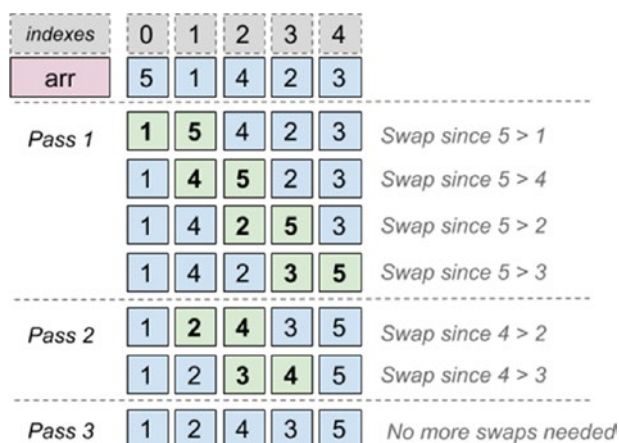 indexes 0 1 2 3 4
arr 5 1 4 2 3
Pass 1 1 5 4 2 3 Swap since 5 > 1
1 4 5 2 3 Swap since 5 > 4
1 4 2 5 3 Swap since 5 > 2
1 4 2 3 5 Swap since 5 > 3
Pass 2 1 2 4 3 5 Swap since 4 > 2
1 2 3 4 5 Swap since 4 > 3
Pass 3 1 2 4 3 5 No more swaps needed